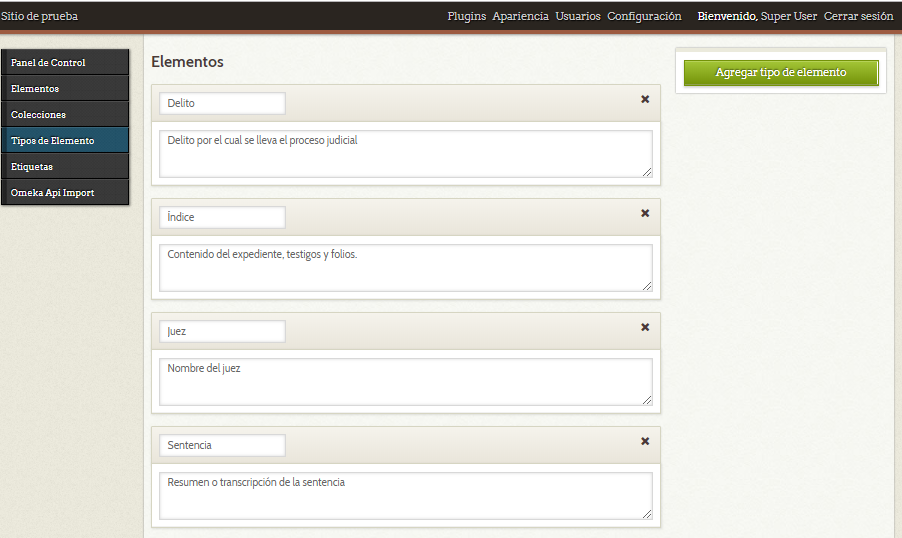 Sitio de prueba
Plugins Apariencia Usuarios Configuración Bienvenido, Super User Cerrar sesión
Panel de Control
Elementos
Colecciones
Tipos de Elemento
Etiquetas
Omeka Api Import
Elementos
Delito
Delito por el cual se lleva el proceso judicial
Índice
Contenido del expediente, testigos y folios.
Juez
Nombre del juez
Sentencia
Resumen o transcripción de la sentencia
Agregar tipo de elemento